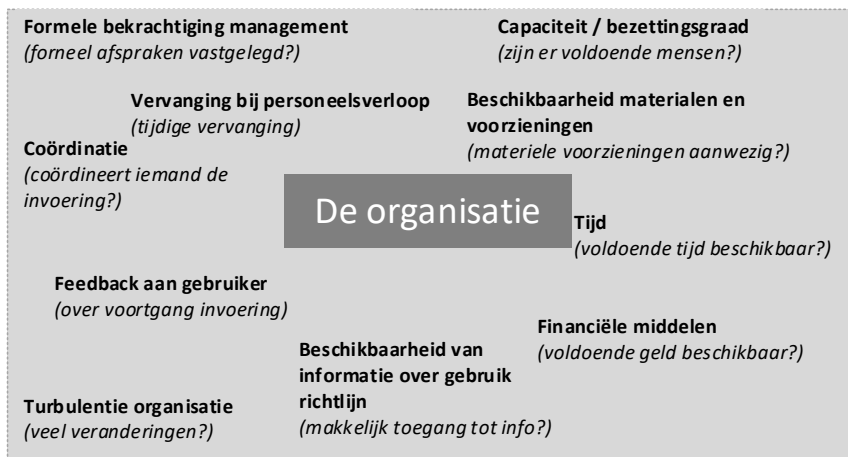 Formele bekrachtiging management
(forneel afspraken vastgelegd?)
Capaciteit / bezettingsgraad
(zijn er voldoende mensen?)
Vervanging bij personeelsverloop
(tijdige vervanging)
Beschikbaarheid materialen en
voorzieningen
(materiele voorzieningen aanwezig?)
Coördinatie
(coördineert iemand de
invoering?)
De organisatie
Tijd
(voldoende tijd beschikbaar?)
Feedback aan gebruiker
(over voortgang invoering)
Financiële middelen
(voldoende geld beschikbaar?)
Beschikbaarheid van
informatie over gebruik
richtlijn
(makkelijk toegang tot info?)
Turbulentie organisatie
(veel veranderingen?)